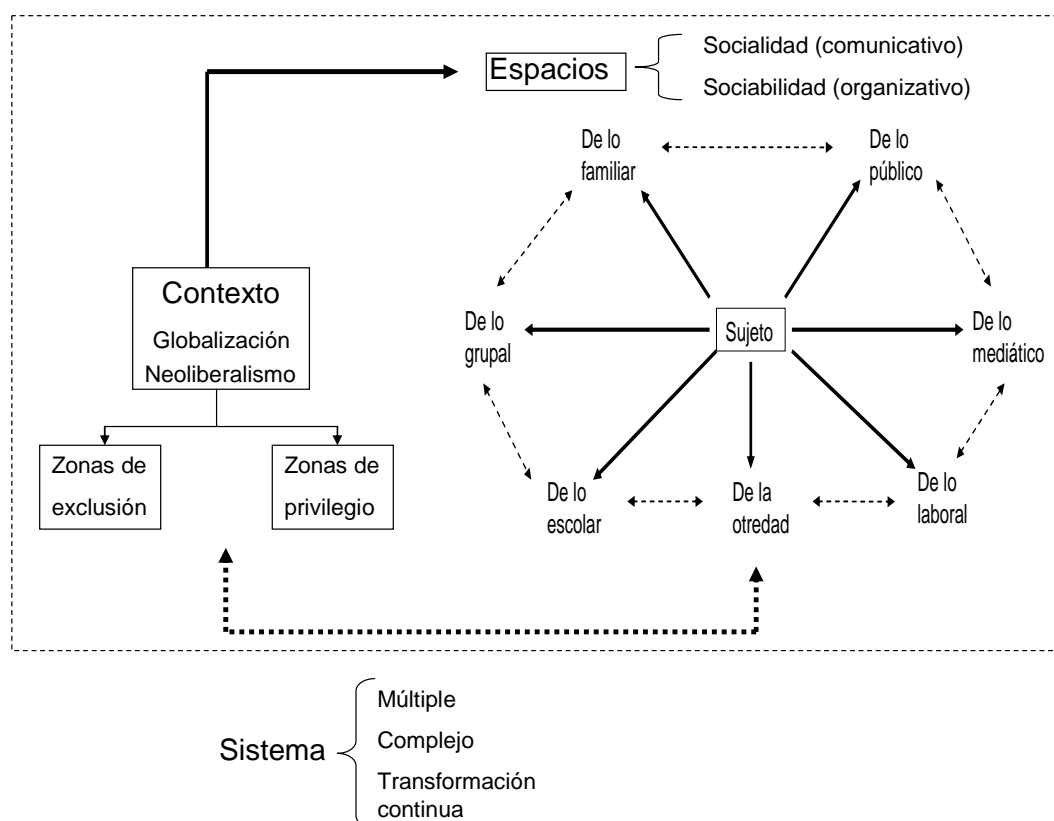 Espacios
Socialidad (comunicativo)
Sociabilidad (organizativo)
De lo
familiar
De lo
público
Contexto
Globalización
Neoliberalismo
De lo
grupal
Sujeto
De lo
mediático
Zonas de
exclusión
Zonas de
privilegio
De lo
escolar
De la
otredad
De lo
laboral
Sistema
Múltiple
Complejo
Transformación
continua